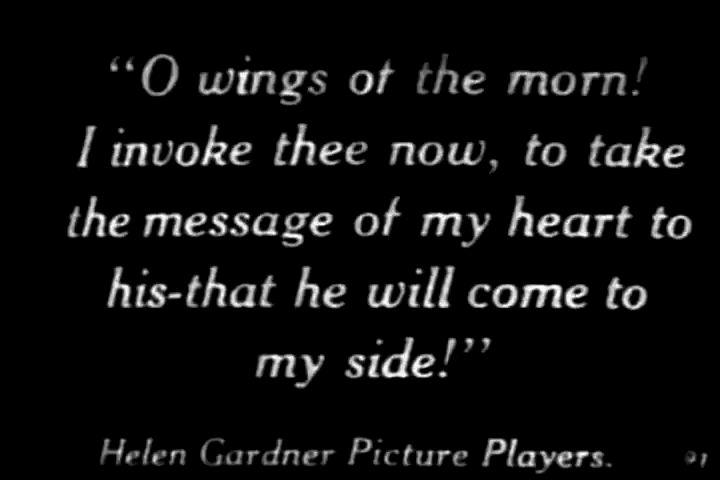 “O wings of the morn!
I invoke thee now, to take
the message of my heart to
his-that he will come to
my side!”
Helen Gardner Picture Players.
91